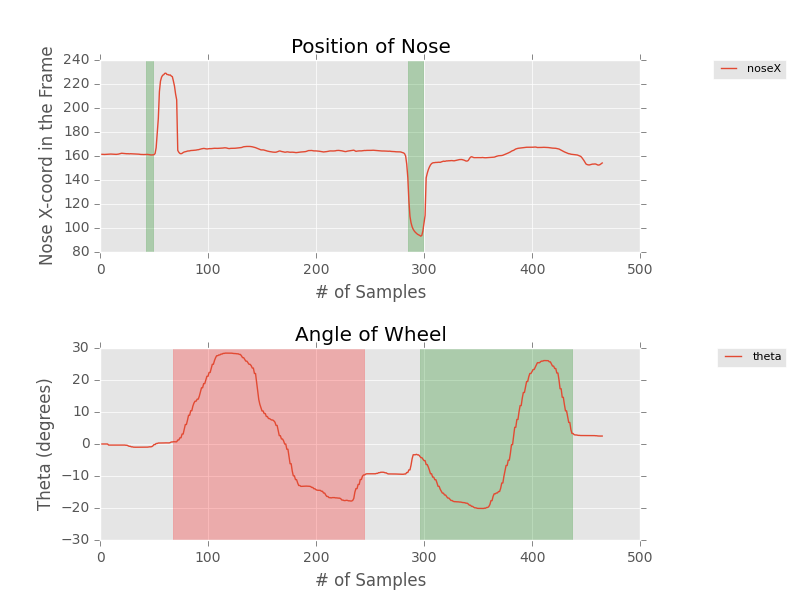 Position of Nose
noseX
240
220
200
180
160
140
120
100
80
Nose X-coord in the Frame
0 100 200 300 400 500
# of Samples
Angle of Wheel
theta
30
20
10
0
−10
−20
−30
Theta (degrees)
0 100 200 300 400 500
# of Samples